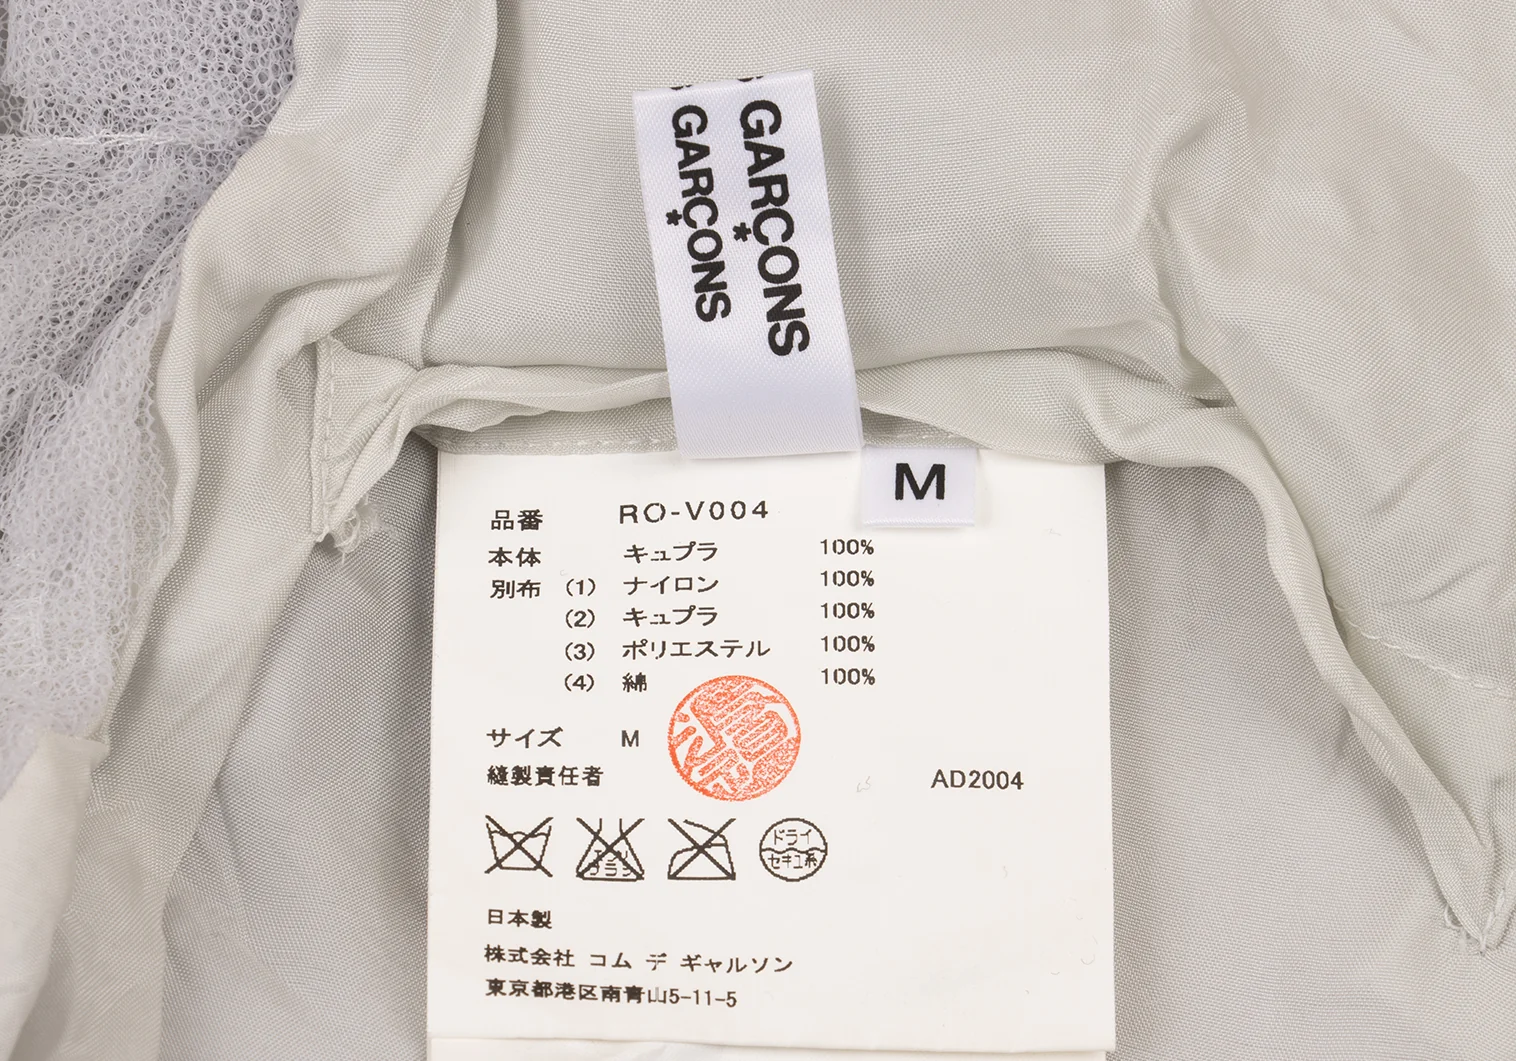 GARÇONS
GARÇONS
M
品番 RO-V004
本体 キュプラ 100%
別布 (1) ナイロン 100%
(2) キュプラ 100%
(3) ポリエステル 100%
(4) 綿 100%
サイズ M
縫製責任者
AD2004
ドライ
セキユ系
日本製
株式会社 コム デ ギャルソン
東京都港区南青山5-11-5